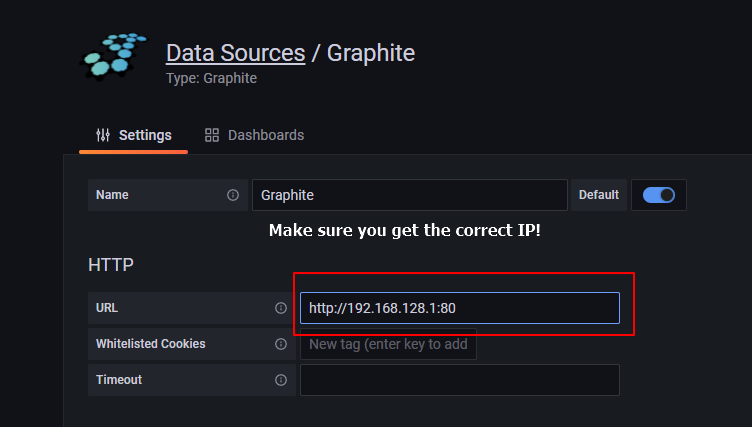 Data Sources / Graphite
Type: Graphite
Settings
Dashboards
Name
Graphite
Default
Make sure you get the correct IP!
HTTP
URL
http://192.168.128.1:80
Whitelisted Cookies
New tag (enter key to add
Timeout